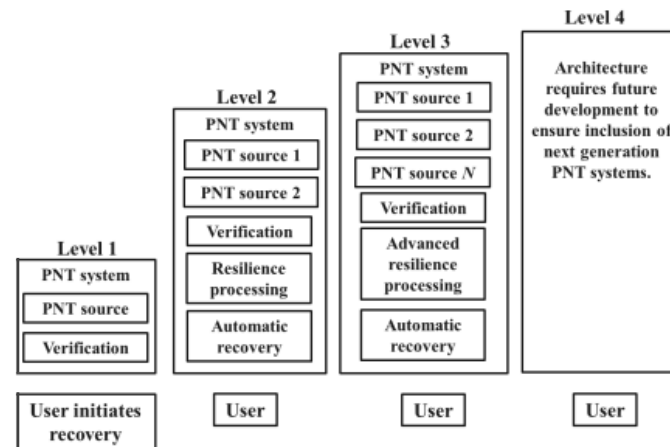 Level 1
PNT system
PNT source
Verification
User initiates
recovery
Level 2
PNT system
PNT source 1
PNT source 2
Verification
Resilience
processing
Automatic
recovery
User
Level 3
PNT system
PNT source 1
PNT source 2
PNT source N
Verification
Advanced
resilience
processing
Automatic
recovery
User
Level 4
Architecture
requires future
development to
ensure inclusion of
next generation
PNT systems.
User